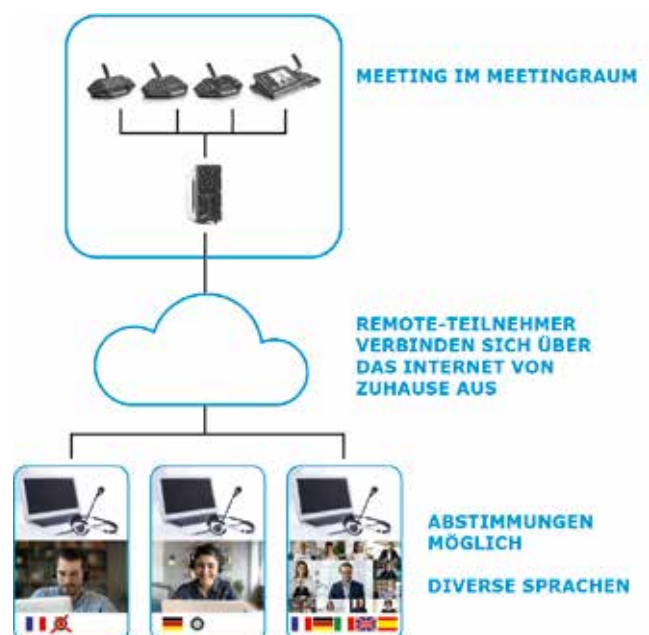 MEETING IM MEETINGRAUM
REMOTE-TEILNEHMER
VERBINDEN SICH ÜBER
DAS INTERNET VON
ZUHAUSE AUS
ABSTIMMUNGEN
MÖGLICH
DIVERSE SPRACHEN